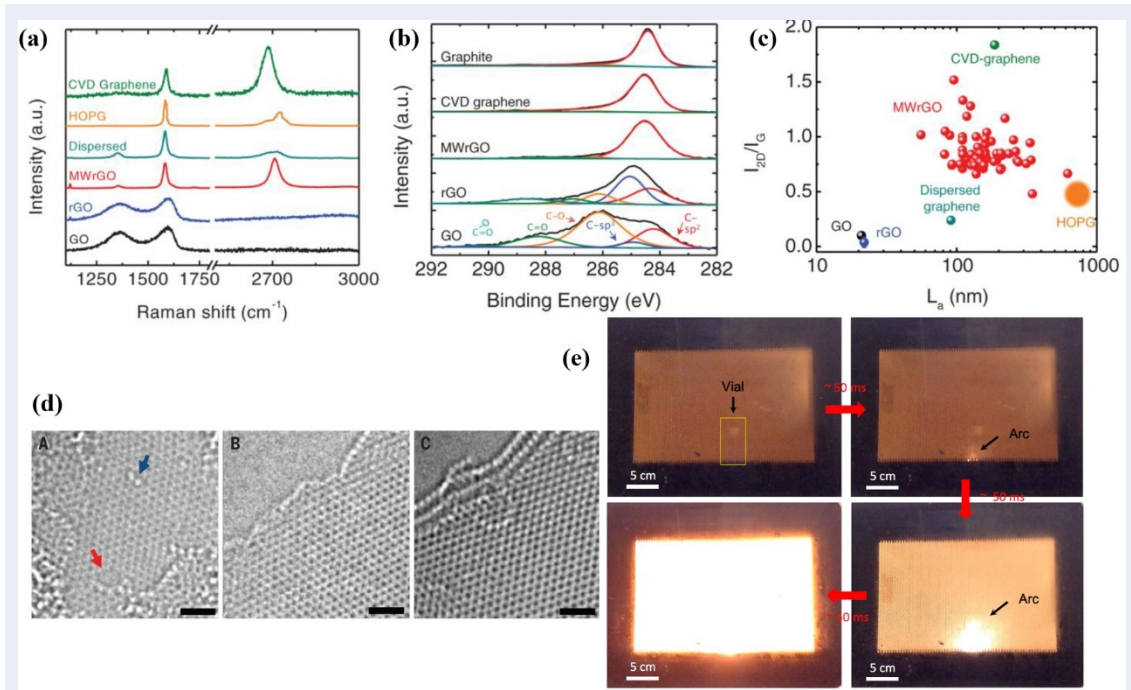 (a)
CVD Graphene
HOPG
Dispersed
MWrGO
rGO
GO
Intensity (a.u.)
1250 1500 1750 2700 3000
Raman shift (cm⁻¹)
(b)
Graphite
CVD graphene
MWrGO
rGO
GO
O
C=O
C=O
C-O
C-sp³
C-
sp²
Intensity (a.u.)
292 290 288 286 284 282
Binding Energy (eV)
(c)
2.0
1.5
1.0
0.5
0.0
I₂D/IG
CVD-graphene
MWrGO
Dispersed
graphene
HOPG
GO
rGO
10 100 1000
Lₐ (nm)
(d)
A
B
C
(e)
Vial
5 cm
~50 ms
Arc
5 cm
~ 50 ms
Arc
5 cm
~50 ms
5 cm